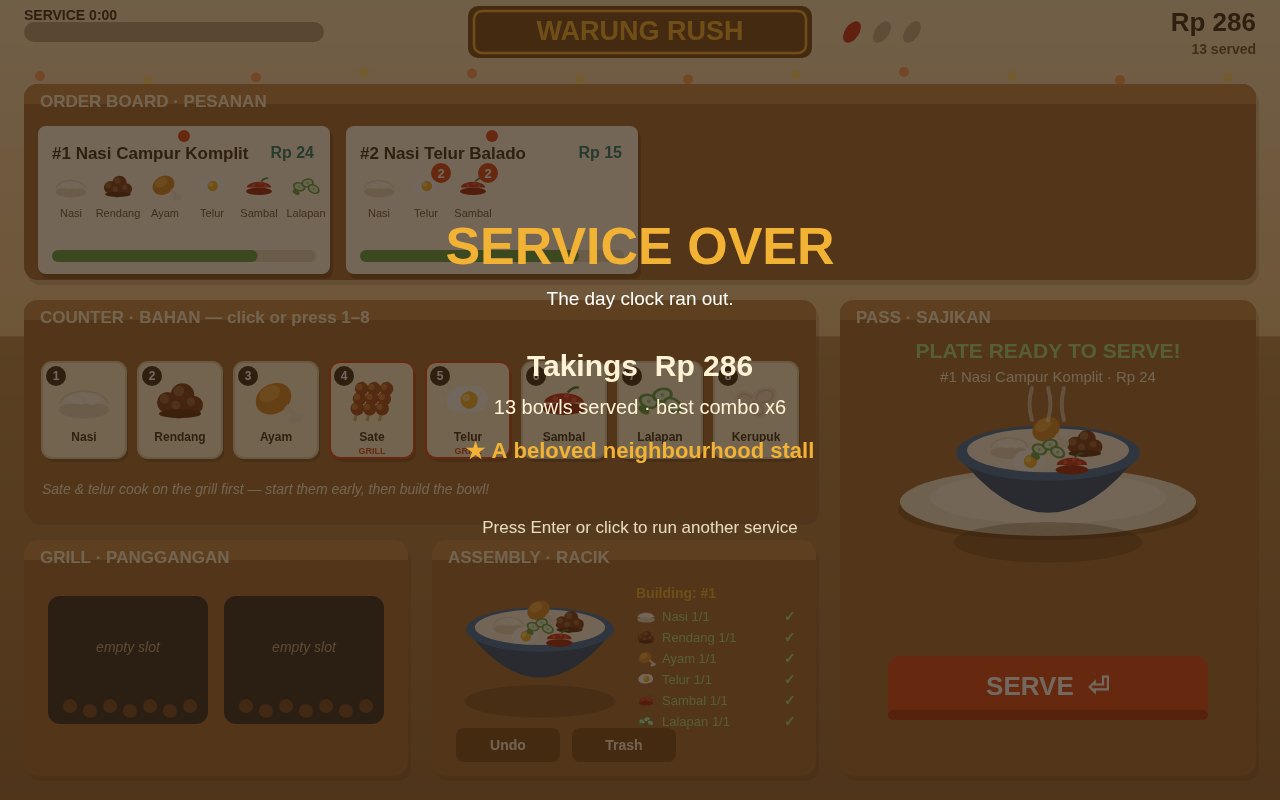 SERVICE 0:00
WARUNG RUSH
Rp 286
13 served
ORDER BOARD · PESANAN
#1 Nasi Campur Komplit Rp 24
Nasi Rendang Ayam Telur Sambal Lalapan
#2 Nasi Telur Balado Rp 15
2 2
Nasi Telur Sambal
SERVICE OVER
The day clock ran out.
Takings Rp 286
13 bowls served · best combo x6
★ A beloved neighbourhood stall
Press Enter or click to run another service
COUNTER · BAHAN — click or press 1–8
1 Nasi
2 Rendang
3 Ayam
4 Sate
GRILL
5 Telur
Sambal
Lalapan
Kerupuk
Sate & telur cook on the grill first — start them early, then build the bowl!
PASS · SAJIKAN
PLATE READY TO SERVE!
#1 Nasi Campur Komplit · Rp 24
SERVE ⏎
GRILL · PANGGANGAN
empty slot
empty slot
ASSEMBLY · RACIK
Building: #1
Nasi 1/1 ✓
Rendang 1/1 ✓
Ayam 1/1 ✓
Telur 1/1 ✓
Sambal 1/1 ✓
Lalapan 1/1 ✓
Undo
Trash